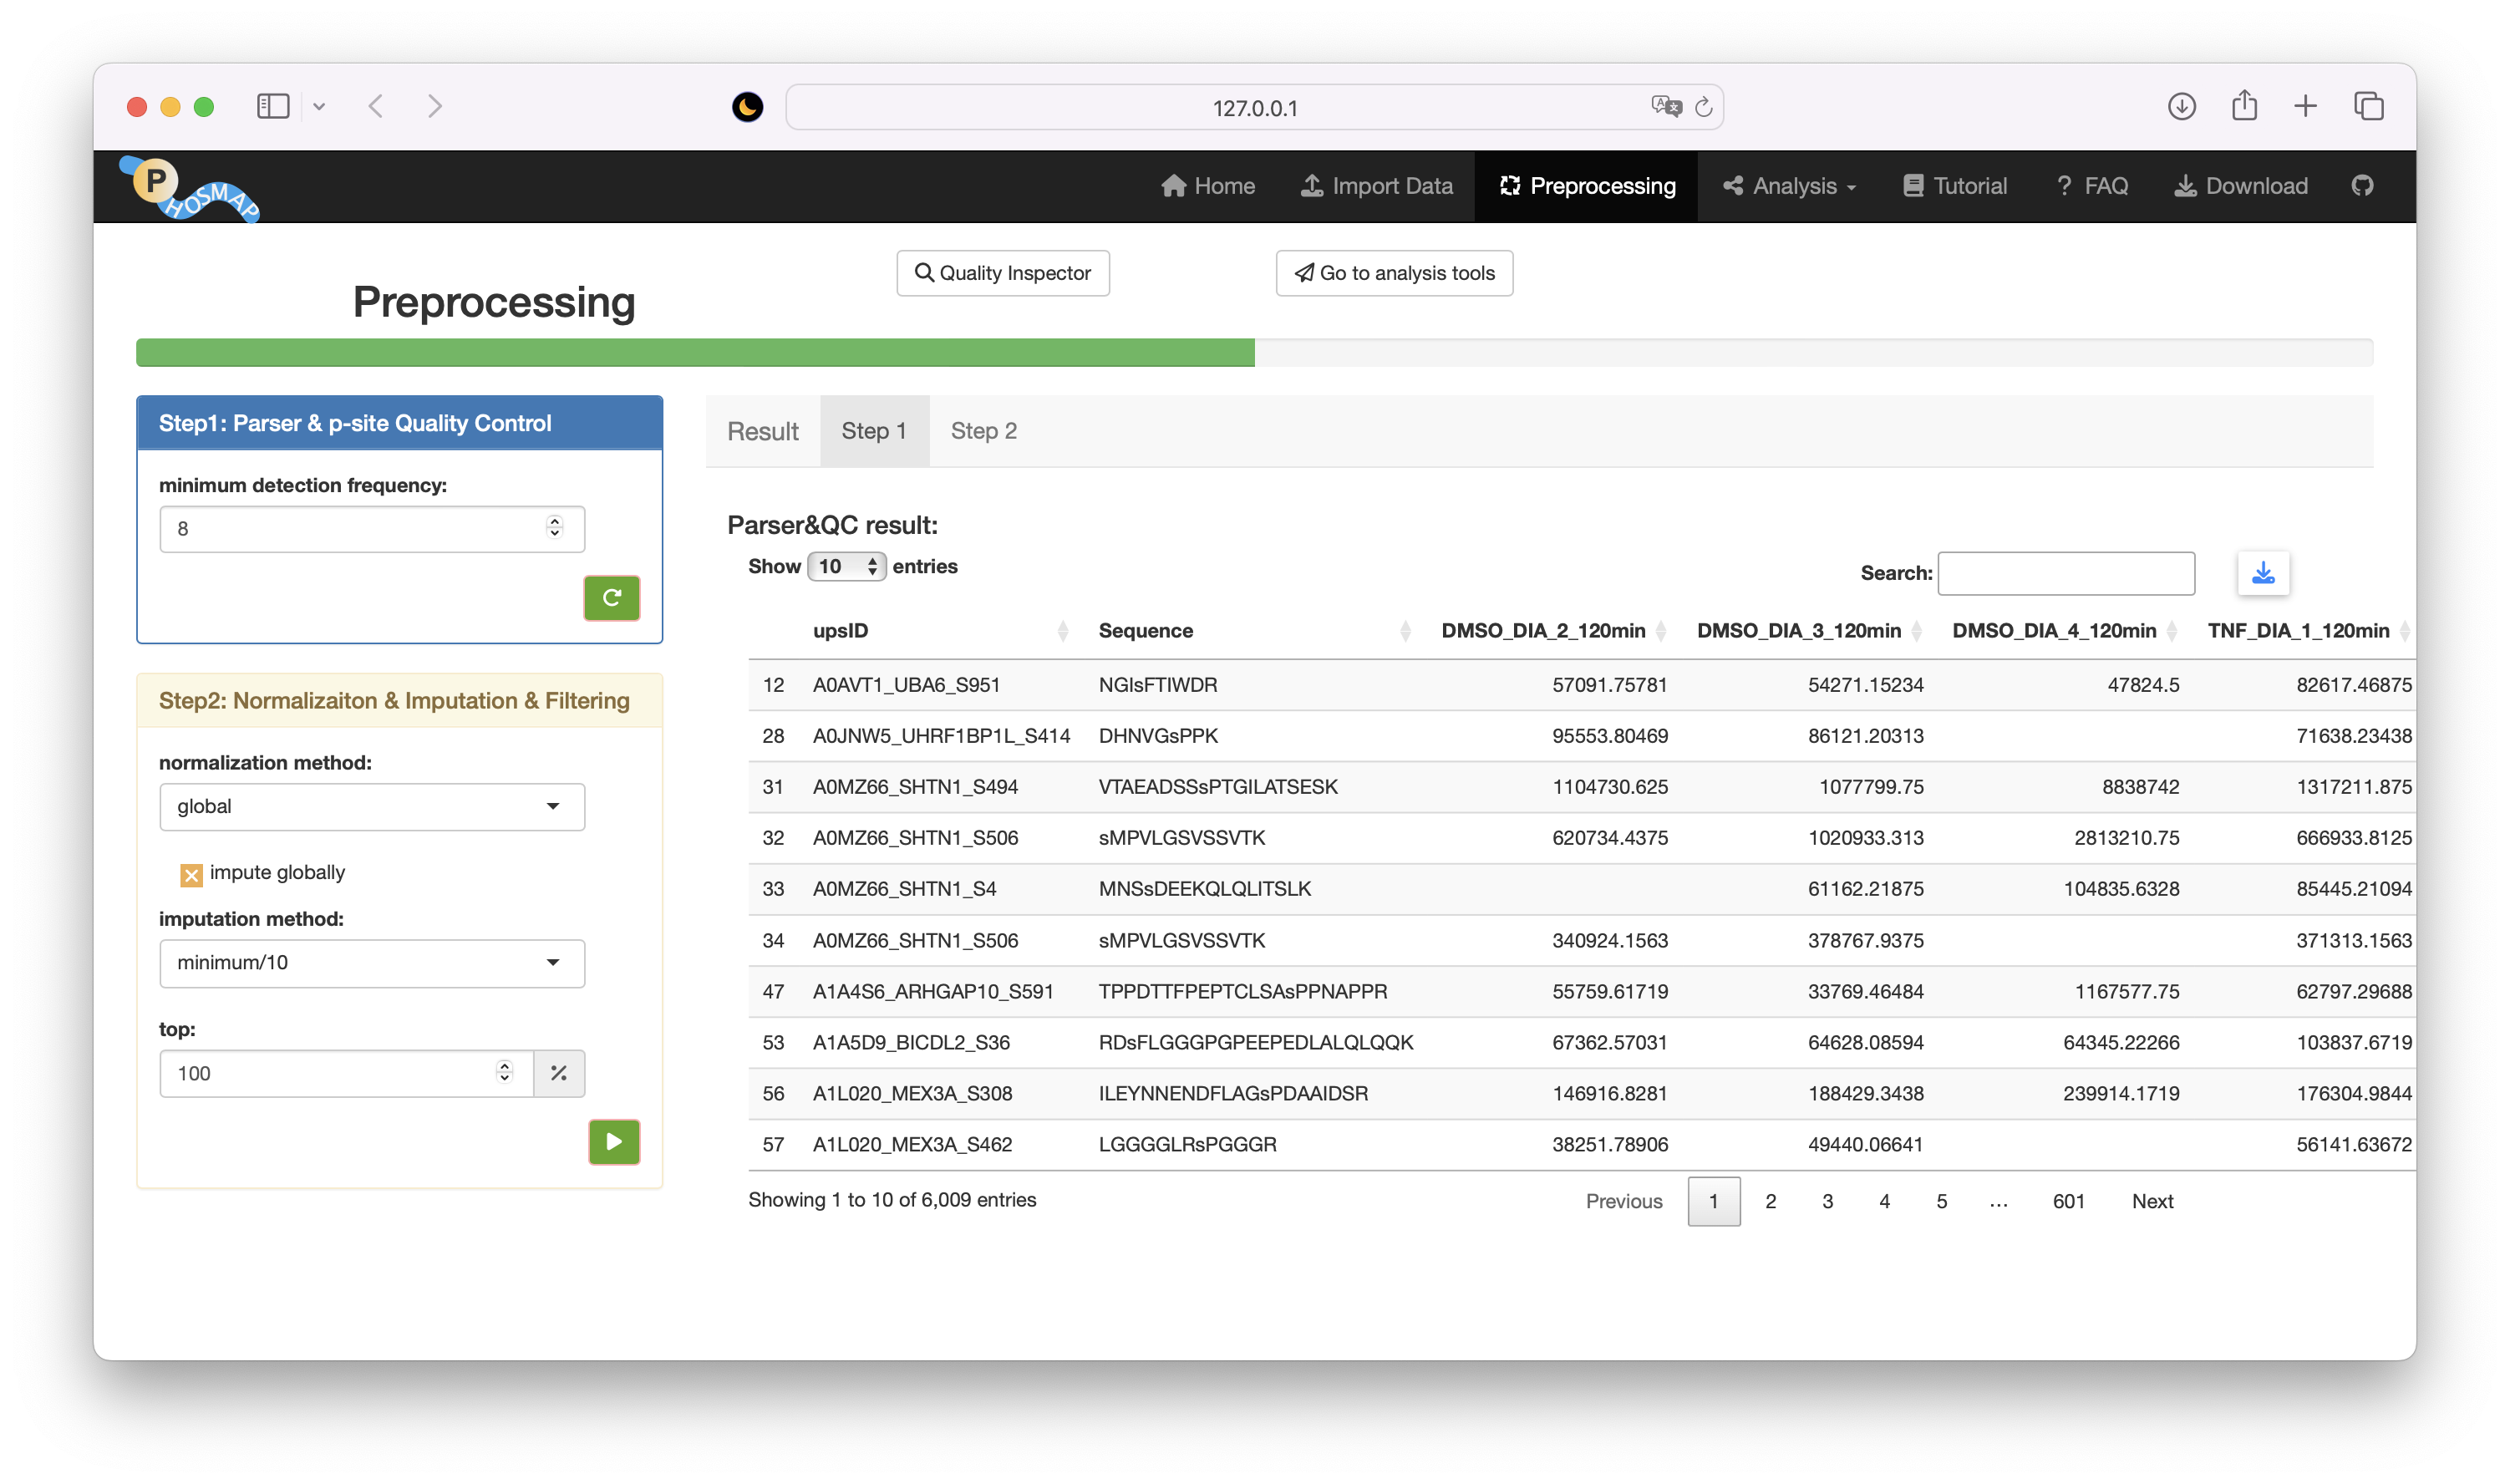 127.0.0.1
PHOSMAP
Home Import Data Preprocessing Analysis Tutorial ? FAQ Download
Quality Inspector Go to analysis tools
Preprocessing
Step1: Parser & p-site Quality Control
minimum detection frequency:
8
Step2: Normalizaiton & Imputation & Filtering
normalization method:
global
impute globally
imputation method:
minimum/10
top:
100 %
Result Step 1 Step 2
Parser&QC result:
Show 10 entries Search:
upsID Sequence DMSO_DIA_2_120min DMSO_DIA_3_120min DMSO_DIA_4_120min TNF_DIA_1_120min
12 A0AVT1_UBA6_S951 NGIsFTIWDR 57091.75781 54271.15234 47824.5 82617.46875
28 A0JNW5_UHRF1BP1L_S414 DHNVGsPPK 95553.80469 86121.20313 71638.23438
31 A0MZ66_SHTN1_S494 VTAEADSSsPTGILATSESK 1104730.625 1077799.75 8838742 1317211.875
32 A0MZ66_SHTN1_S506 sMPVLGSVSSVTK 620734.4375 1020933.313 2813210.75 666933.8125
33 A0MZ66_SHTN1_S4 MNSsDEEKQLQLITSLK 61162.21875 104835.6328 85445.21094
34 A0MZ66_SHTN1_S506 sMPVLGSVSSVTK 340924.1563 378767.9375 371313.1563
47 A1A4S6_ARHGAP10_S591 TPPDTTFPEPTCLSAsPPNAPPR 55759.61719 33769.46484 1167577.75 62797.29688
53 A1A5D9_BICDL2_S36 RDsFLGGGPGPEEPEDLALQLQQK 67362.57031 64628.08594 64345.22266 103837.6719
56 A1L020_MEX3A_S308 ILEYNNENDFLAGsPDAAIDSR 146916.8281 188429.3438 239914.1719 176304.9844
57 A1L020_MEX3A_S462 LGGGGLRsPGGGR 38251.78906 49440.06641 56141.63672
Showing 1 to 10 of 6,009 entries Previous 1 2 3 4 5 … 601 Next